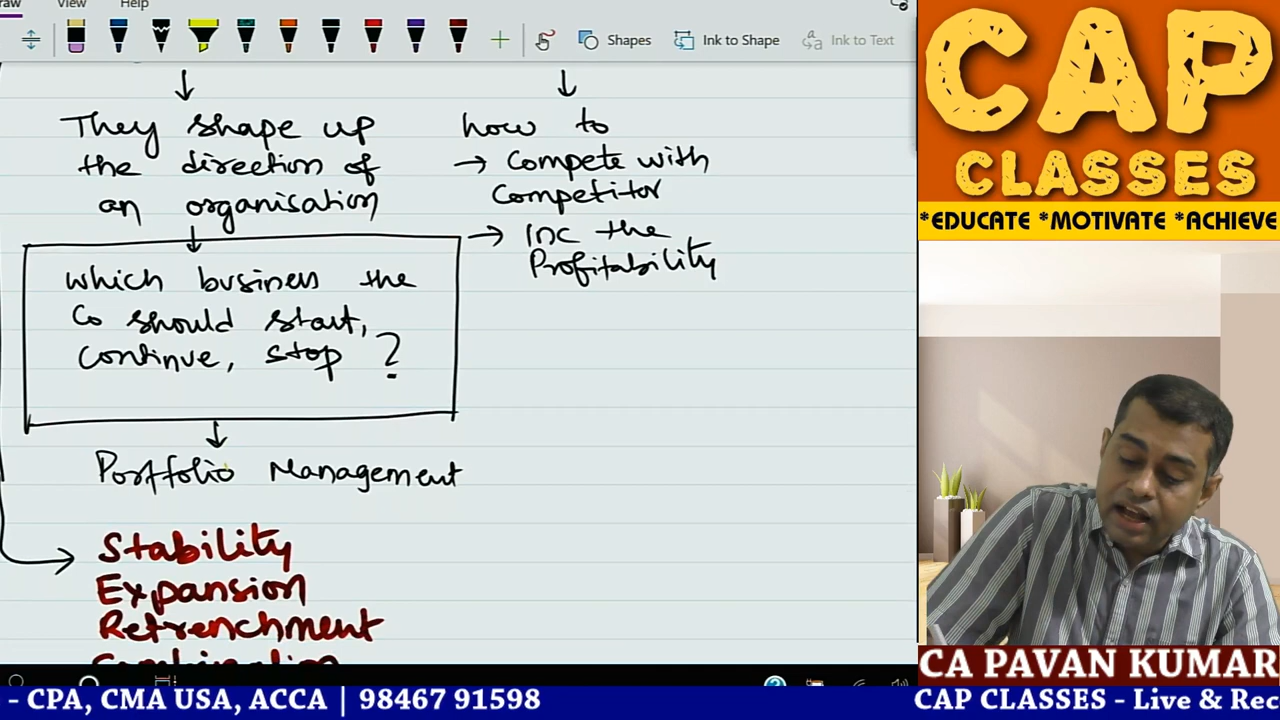 View
Help
Shapes
Ink to Shape
Ink to Text
They shape up
the direction of
an organisation
how to
→ Compete with
Competitor
→ Inc the
Profitability
which business the
Co should start,
continue, stop ?
Portfolio Management
Stability
Expansion
Retrenchment
CAP
CLASSES
*EDUCATE *MOTIVATE *ACHIEVE
CA PAVAN KUMAR
- CPA, CMA USA, ACCA | 98467 91598
CAP CLASSES - Live & Rec